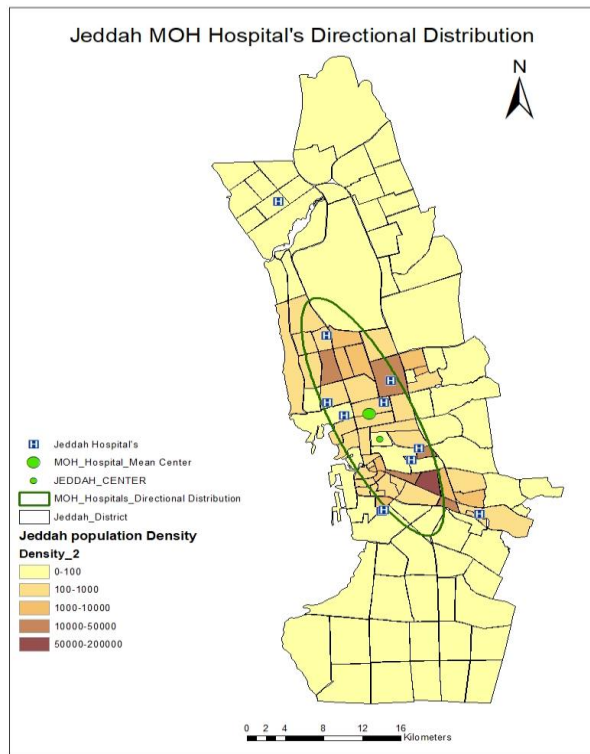 Jeddah MOH Hospital's Directional Distribution
N
H
H
H
H
H
H
H
H
H
H
Jeddah Hospital's
MOH_Hospital_Mean Center
JEDDAH_CENTER
MOH_Hospitals_Directional Distribution
Jeddah_District
Jeddah population Density
Density_2
0-100
100-1000
1000-10000
10000-50000
50000-200000
0 2 4 8 12 16
Kilometers